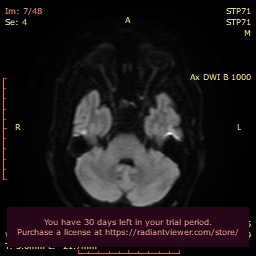 Im: 7/48
Se: 4
STP71
STP71
M
A
Ax DWI B 1000
R
L
You have 30 days left in your trial period.
Purchase a license at https://radiantviewer.com/store/